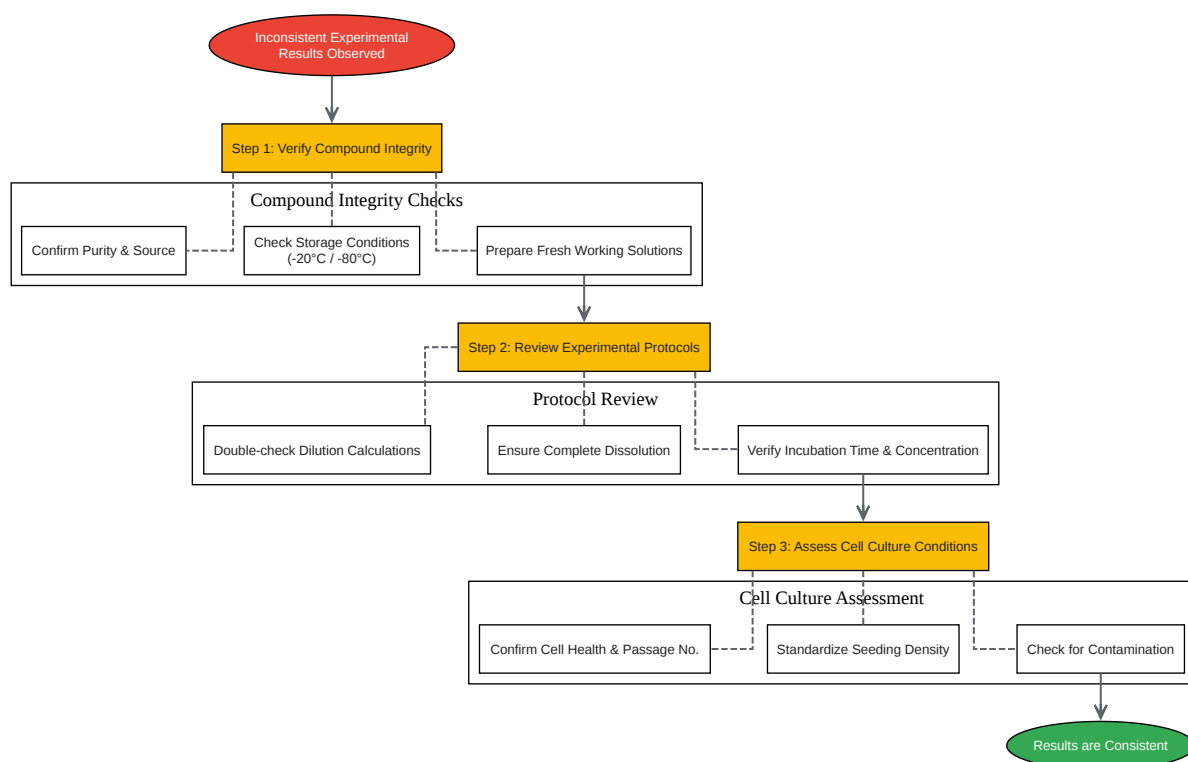 Inconsistent Experimental
Results Observed
Step 1: Verify Compound Integrity
Compound Integrity Checks
Confirm Purity & Source
Check Storage Conditions
(-20°C / -80°C)
Prepare Fresh Working Solutions
Step 2: Review Experimental Protocols
Protocol Review
Double-check Dilution Calculations
Ensure Complete Dissolution
Verify Incubation Time & Concentration
Step 3: Assess Cell Culture Conditions
Cell Culture Assessment
Confirm Cell Health & Passage No.
Standardize Seeding Density
Check for Contamination
Results are Consistent